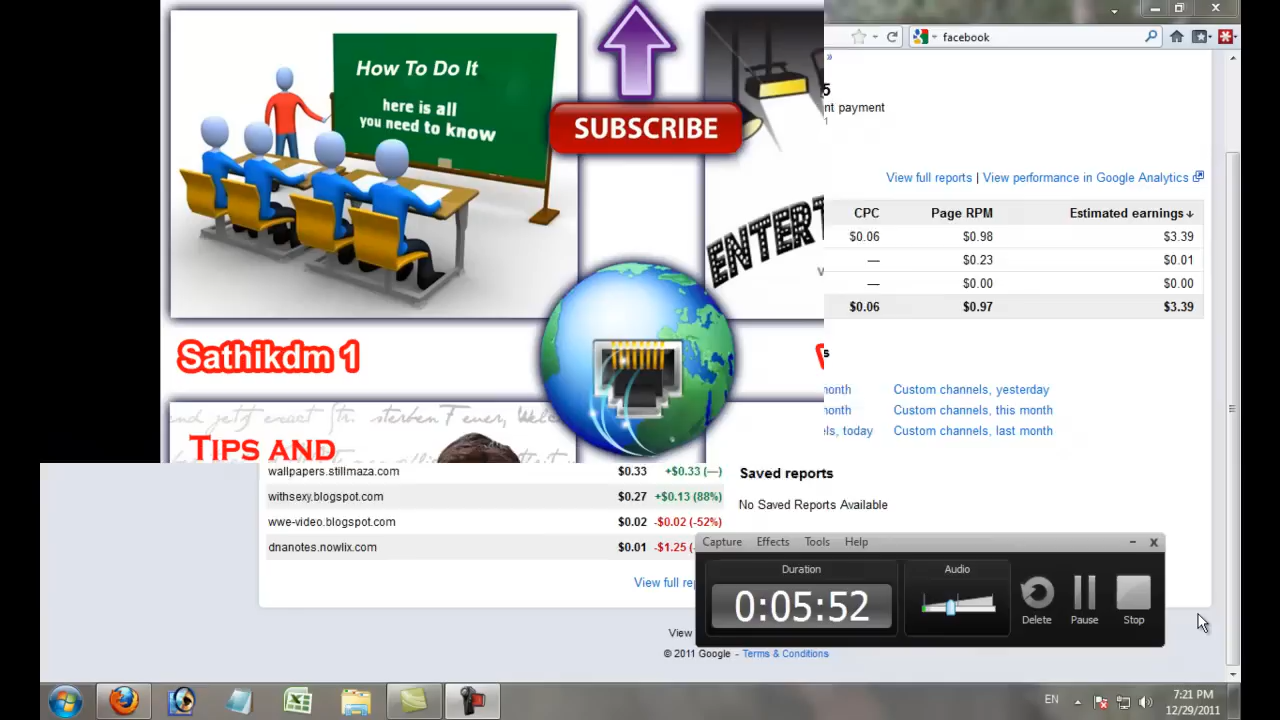 How To Do It
here is all
you need to know
SUBSCRIBE
Sathikdm 1
TIPS AND
facebook
»
5
nt payment
View full reports | View performance in Google Analytics
CPC Page RPM Estimated earnings↓
$0.06 $0.98 $3.39
— $0.23 $0.01
— $0.00 $0.00
$0.06 $0.97 $3.39
s
month Custom channels, yesterday
month Custom channels, this month
els, today Custom channels, last month
wallpapers.stillmaza.com $0.33 +$0.33 (—)
withsexy.blogspot.com $0.27 +$0.13 (88%)
wwe-video.blogspot.com $0.02 -$0.02 (-52%)
dnanotes.nowlix.com $0.01 -$1.25 (-
Saved reports
No Saved Reports Available
View full rep
View
© 2011 Google - Terms & Conditions
Capture Effects Tools Help
Duration
0:05:52
Audio
Delete Pause Stop
EN
7:21 PM
12/29/2011